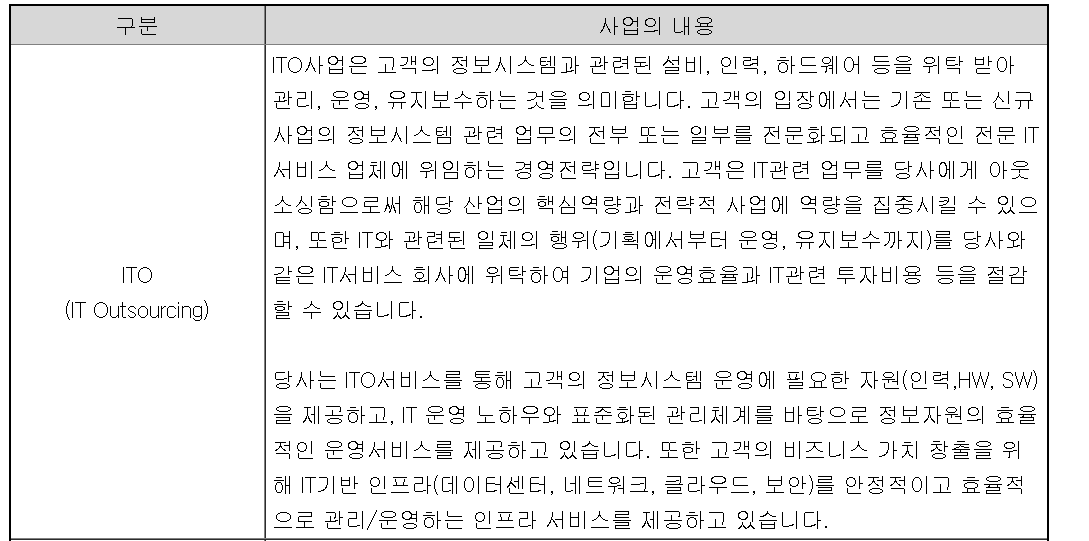 구분
사업의 내용
ITO
(IT Outsourcing)
ITO사업은 고객의 정보시스템과 관련된 설비, 인력, 하드웨어 등을 위탁 받아
관리, 운영, 유지보수하는 것을 의미합니다. 고객의 입장에서는 기존 또는 신규
사업의 정보시스템 관련 업무의 전부 또는 일부를 전문화되고 효율적인 전문 IT
서비스 업체에 위임하는 경영전략입니다. 고객은 IT관련 업무를 당사에게 아웃
소싱함으로써 해당 산업의 핵심역량과 전략적 사업에 역량을 집중시킬 수 있으
며, 또한 IT와 관련된 일체의 행위(기획에서부터 운영, 유지보수까지)를 당사와
같은 IT서비스 회사에 위탁하여 기업의 운영효율과 IT관련 투자비용 등을 절감
할 수 있습니다.
당사는 ITO서비스를 통해 고객의 정보시스템 운영에 필요한 자원(인력,HW, SW)
을 제공하고, IT 운영 노하우와 표준화된 관리체계를 바탕으로 정보자원의 효율
적인 운영서비스를 제공하고 있습니다. 또한 고객의 비즈니스 가치 창출을 위
해 IT기반 인프라(데이터센터, 네트워크, 클라우드, 보안)를 안정적이고 효율적
으로 관리/운영하는 인프라 서비스를 제공하고 있습니다.